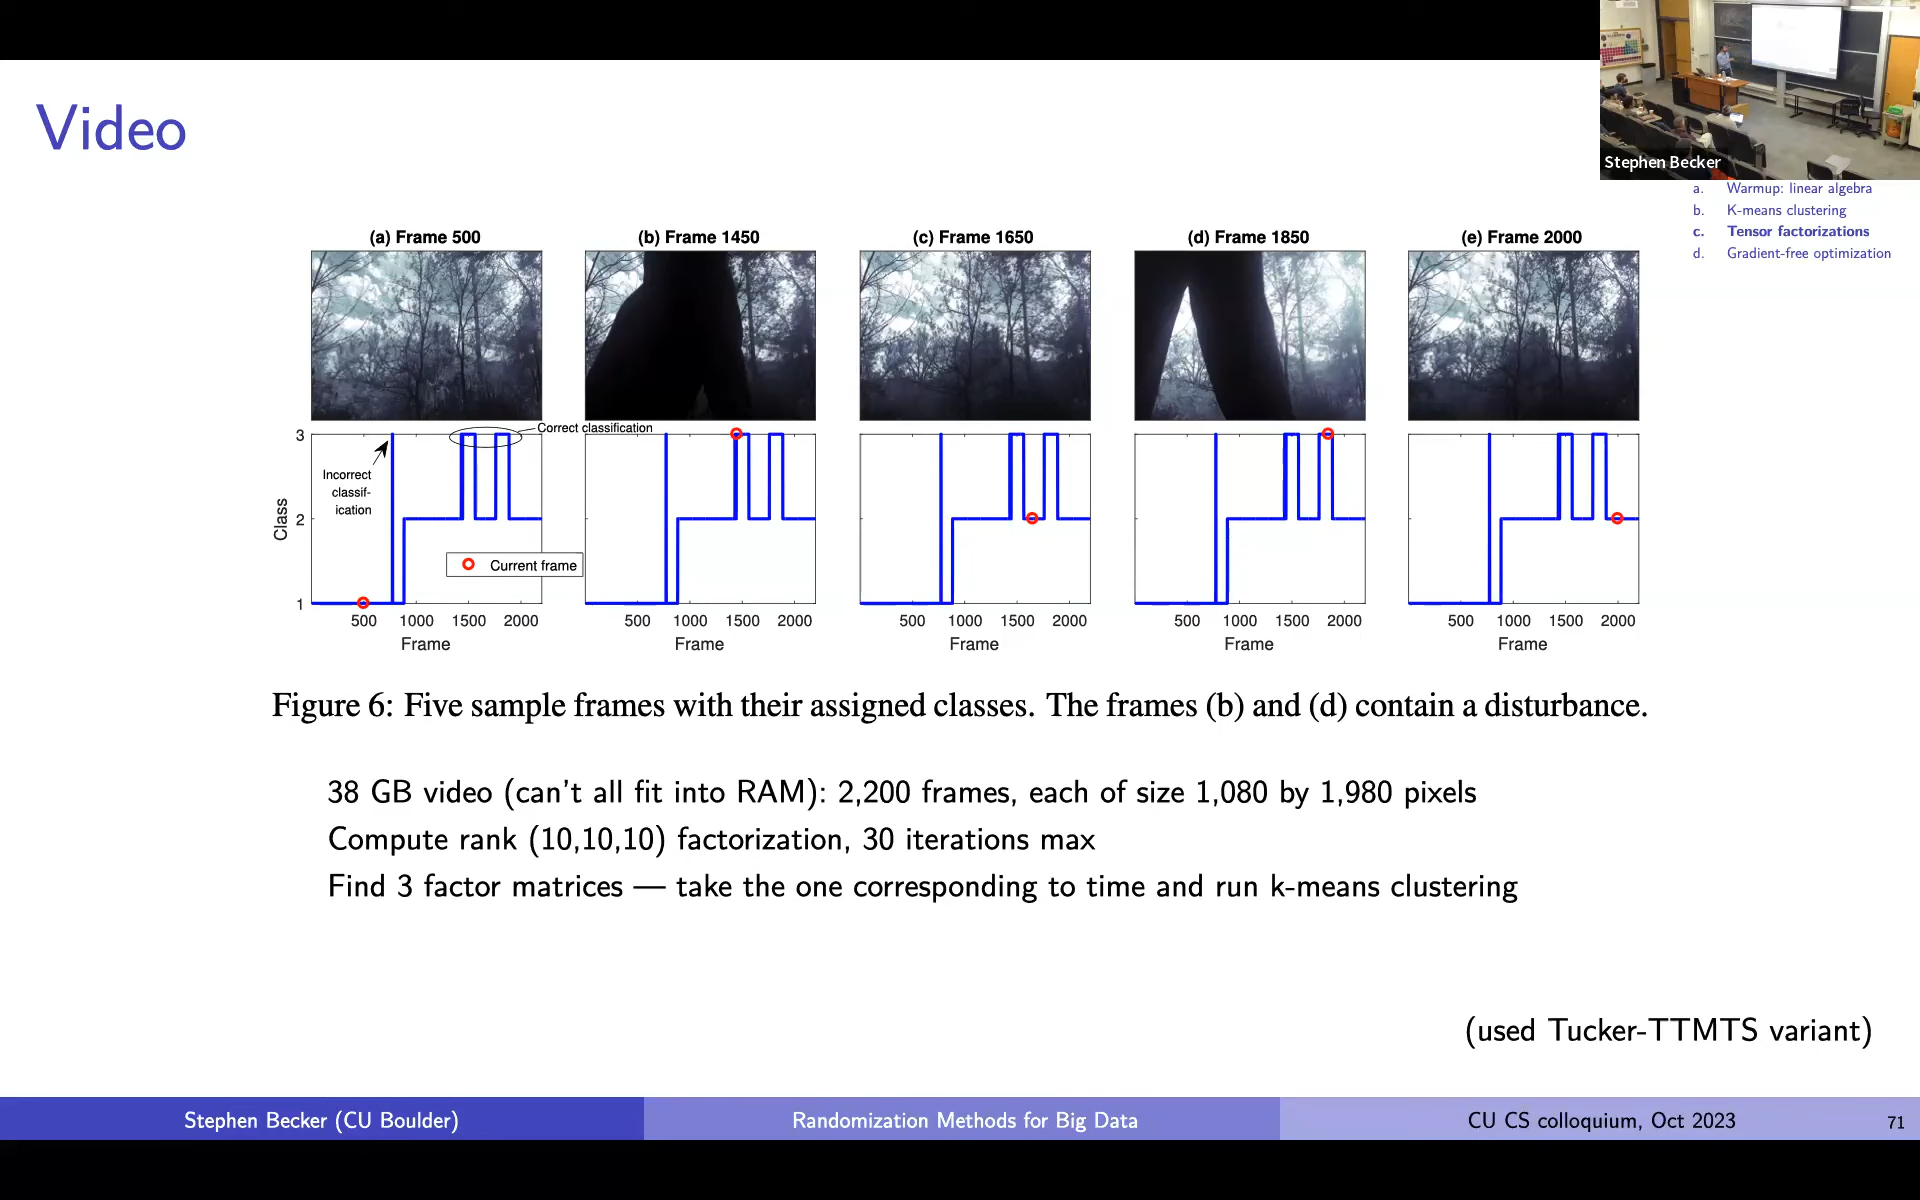 Video
Stephen Becker
a. Warmup: linear algebra
b. K-means clustering
c. Tensor factorizations
d. Gradient-free optimization
(a) Frame 500
(b) Frame 1450
(c) Frame 1650
(d) Frame 1850
(e) Frame 2000
Class
3
2
1
Correct classification
Incorrect
classif-
ication
Current frame
500 1000 1500 2000
Frame
500 1000 1500 2000
Frame
500 1000 1500 2000
Frame
500 1000 1500 2000
Frame
500 1000 1500 2000
Frame
Figure 6: Five sample frames with their assigned classes. The frames (b) and (d) contain a disturbance.
38 GB video (can't all fit into RAM): 2,200 frames, each of size 1,080 by 1,980 pixels
Compute rank (10,10,10) factorization, 30 iterations max
Find 3 factor matrices — take the one corresponding to time and run k-means clustering
(used Tucker-TTMTS variant)
Stephen Becker (CU Boulder)
Randomization Methods for Big Data
CU CS colloquium, Oct 2023
71